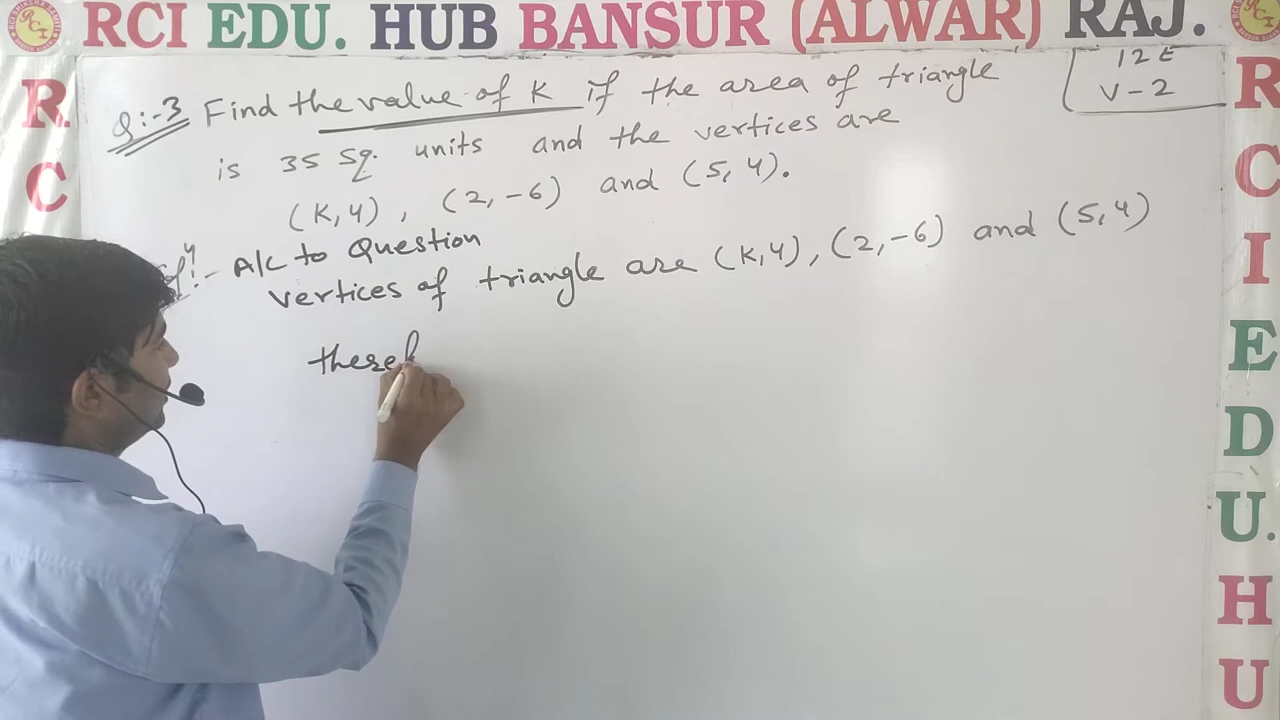 RCI EDU. HUB BANSUR (ALWAR) RAJ.
12E
V-2
Q:-3 Find the value of K if the area of triangle
is 35 sq. units and the vertices are
(K,4), (2,-6) and (5,4).
A/c to Question
vertices of triangle are (K,4), (2,-6) and (5,4)
theref
R.
C
R
C
I
E
D
U.
H
U